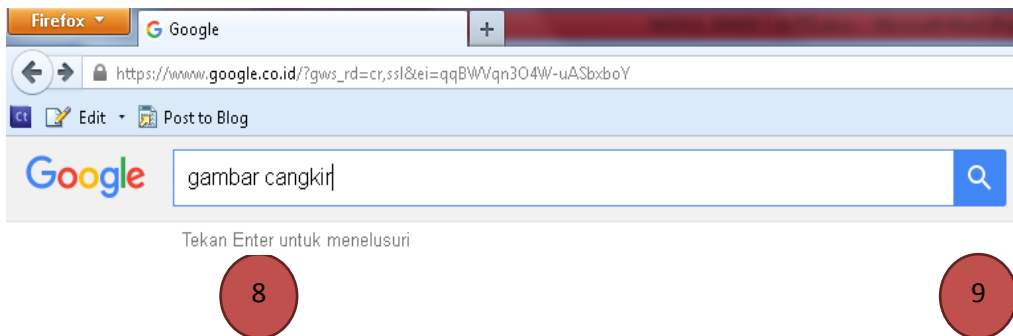 Firefox
Google
+
https://www.google.co.id/?gws_rd=cr,ssl&ei=qqBWVqn3O4W-uASbxboY
Ct Edit Post to Blog
Google gambar cangkir
Tekan Enter untuk menelusuri
8 9